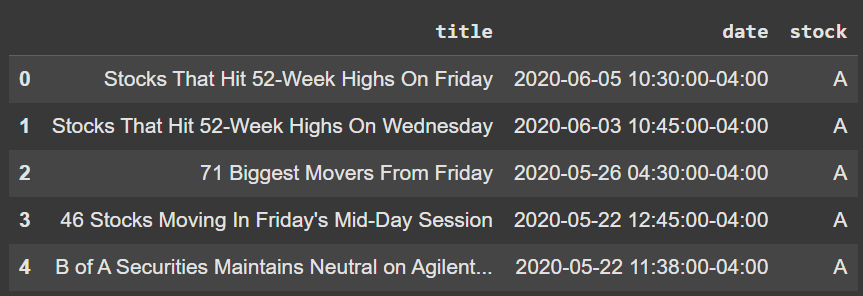 title date stock
0 Stocks That Hit 52-Week Highs On Friday 2020-06-05 10:30:00-04:00 A
1 Stocks That Hit 52-Week Highs On Wednesday 2020-06-03 10:45:00-04:00 A
2 71 Biggest Movers From Friday 2020-05-26 04:30:00-04:00 A
3 46 Stocks Moving In Friday's Mid-Day Session 2020-05-22 12:45:00-04:00 A
4 B of A Securities Maintains Neutral on Agilent... 2020-05-22 11:38:00-04:00 A